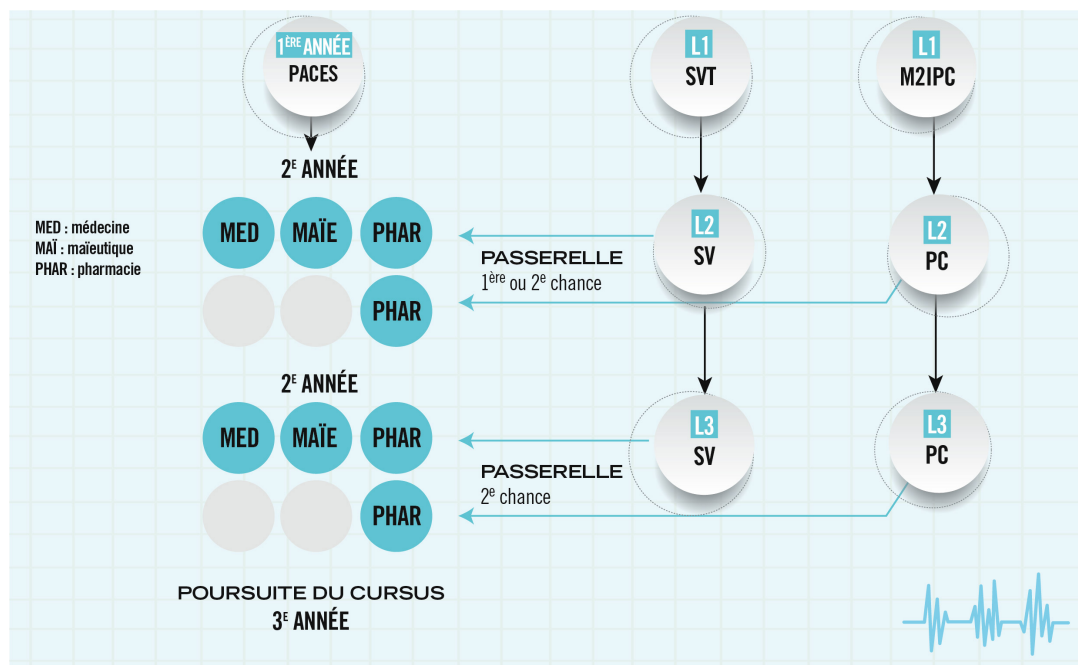 1ÈRE ANNÉE
PACES
L1
SVT
L1
M2IPC
2E ANNÉE
MED : médecine
MAÏ : maïeutique
PHAR : pharmacie
MED
MAÏE
PHAR
L2
SV
L2
PC
PASSERELLE
1ère ou 2e chance
PHAR
2E ANNÉE
MED
MAÏE
PHAR
L3
SV
L3
PC
PASSERELLE
2e chance
PHAR
POURSUITE DU CURSUS
3E ANNÉE